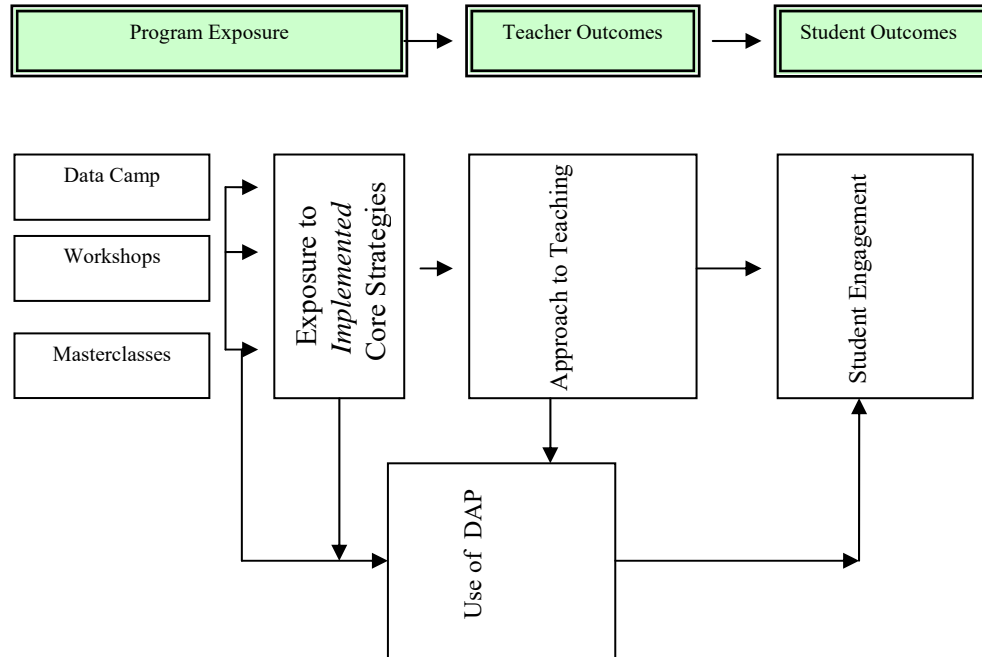 Program Exposure
Teacher Outcomes
Student Outcomes
Data Camp
Workshops
Masterclasses
Exposure to
Implemented
Core Strategies
Approach to Teaching
Student Engagement
Use of DAP